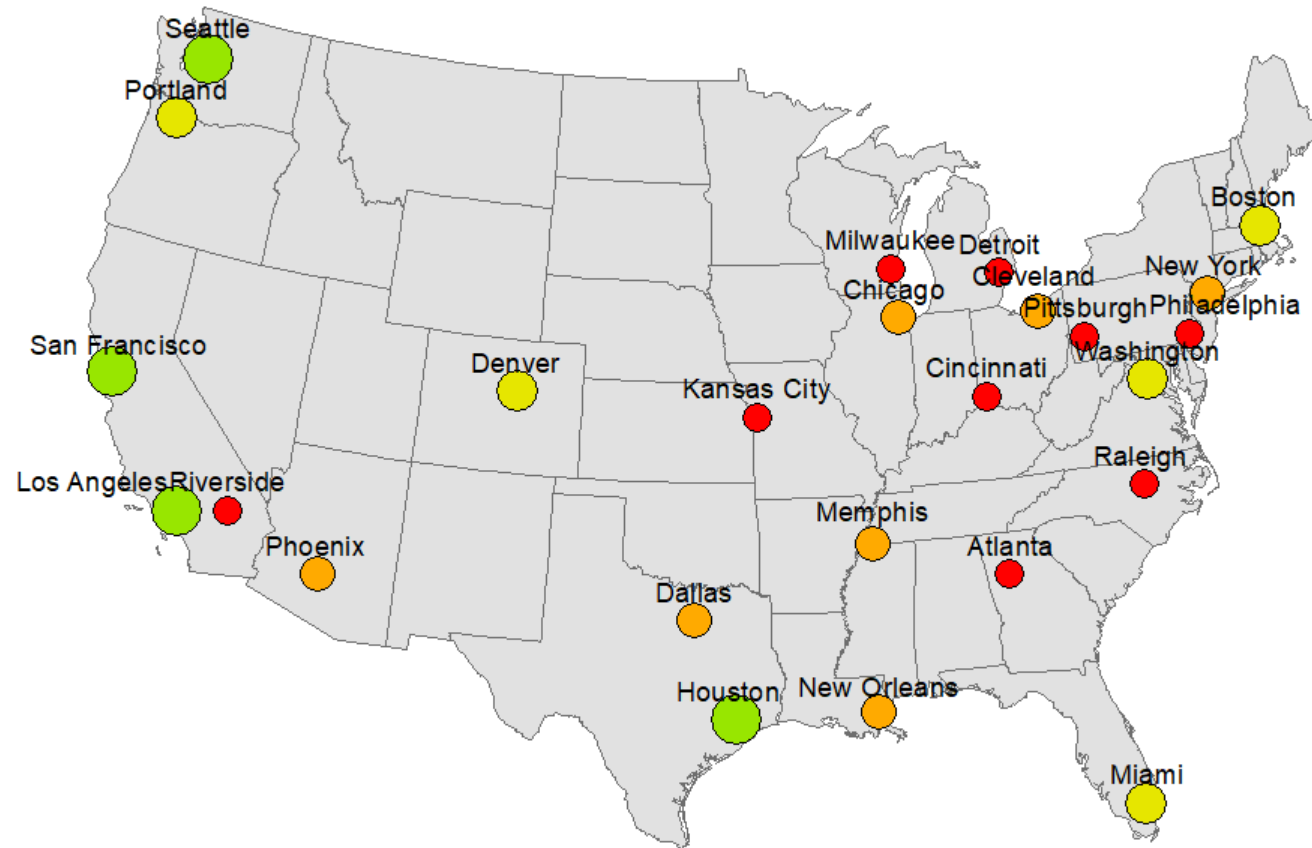 Seattle
Portland
Boston
Milwaukee
Detroit
New York
Cleveland
Chicago
Pittsburgh
Philadelphia
San Francisco
Washington
Denver
Cincinnati
Kansas City
Raleigh
Los Angeles
Riverside
Memphis
Phoenix
Atlanta
Dallas
New Orleans
Houston
Miami